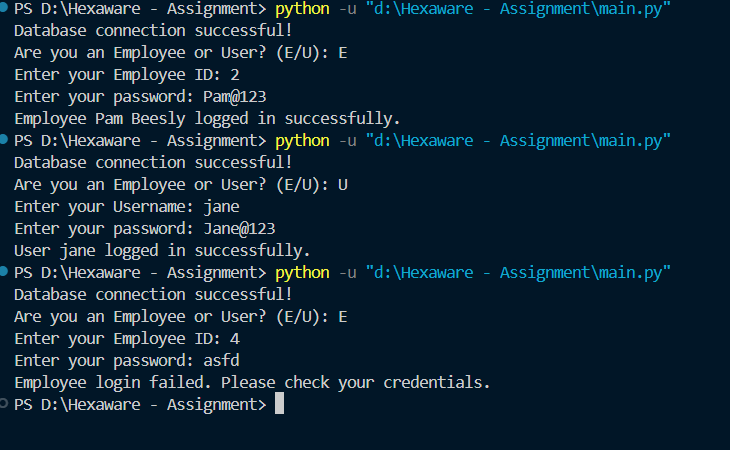 PS D:\Hexaware - Assignment> python -u "d:\Hexaware - Assignment\main.py"
Database connection successful!
Are you an Employee or User? (E/U): E
Enter your Employee ID: 2
Enter your password: Pam@123
Employee Pam Beesly logged in successfully.
PS D:\Hexaware - Assignment> python -u "d:\Hexaware - Assignment\main.py"
Database connection successful!
Are you an Employee or User? (E/U): U
Enter your Username: jane
Enter your password: Jane@123
User jane logged in successfully.
PS D:\Hexaware - Assignment> python -u "d:\Hexaware - Assignment\main.py"
Database connection successful!
Are you an Employee or User? (E/U): E
Enter your Employee ID: 4
Enter your password: asfd
Employee login failed. Please check your credentials.
PS D:\Hexaware - Assignment>